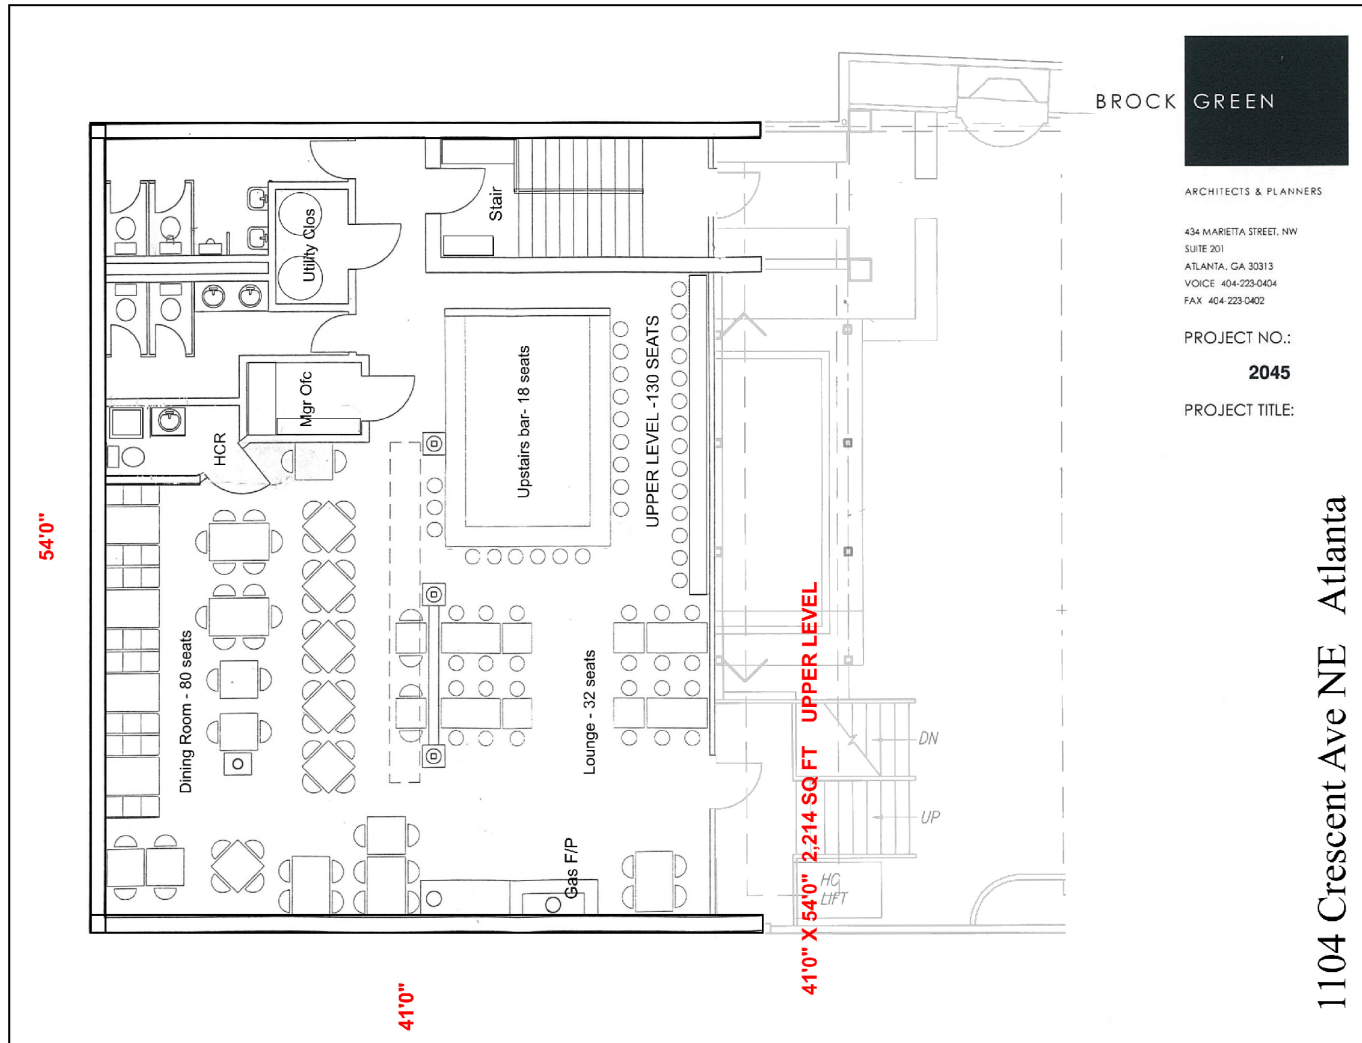 BROCK GREEN
ARCHITECTS & PLANNERS
434 MARIETTA STREET, NW
SUITE 201
ATLANTA, GA 30313
VOICE 404-223-0404
FAX 404-223-0402
PROJECT NO.:
2045
PROJECT TITLE:
1104 Crescent Ave NE Atlanta
54'0"
41'0"
41'0" X 54'0" 2,214 SQ FT UPPER LEVEL
Stair
Utility Clos
Mgr Ofc
HCR
Upstairs bar- 18 seats
UPPER LEVEL -130 SEATS
Dining Room - 80 seats
Lounge - 32 seats
Gas F/P
DN
UP
HC
LIFT